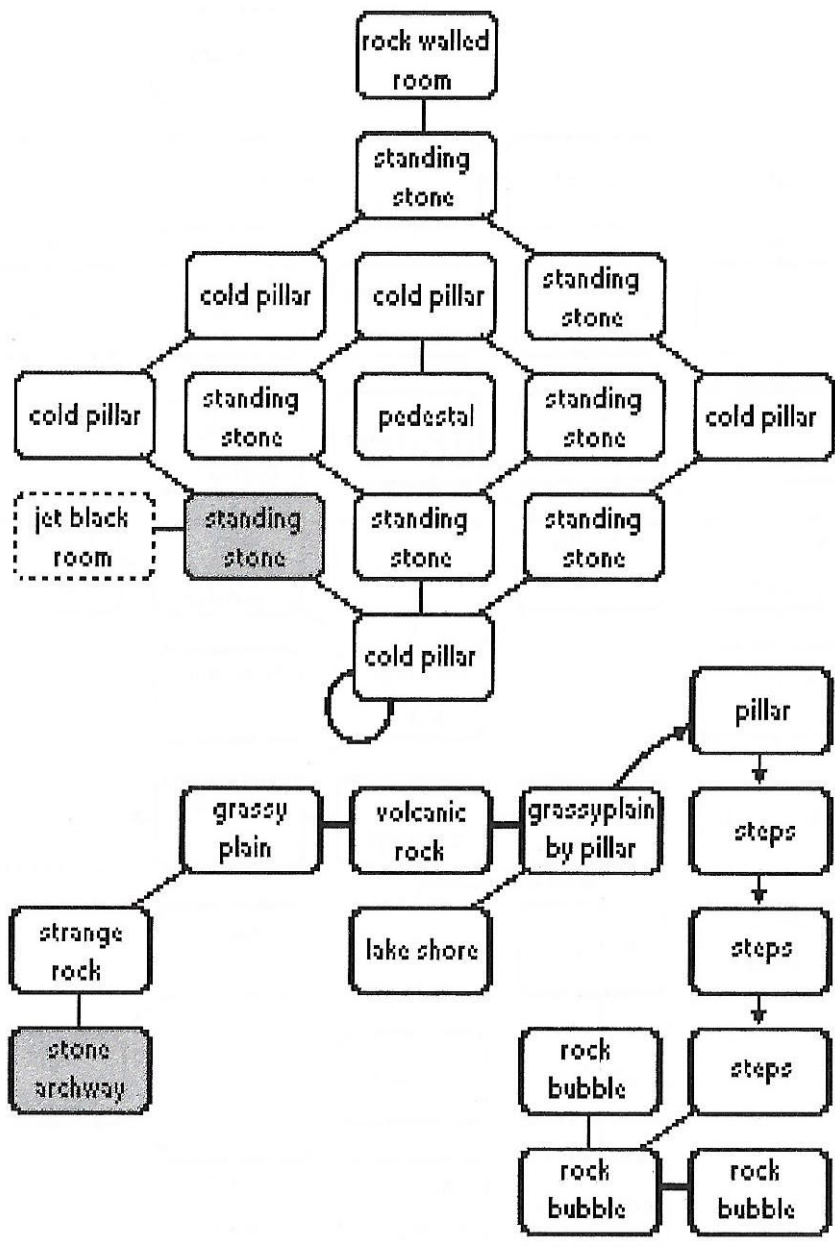 rock walled
room
standing
stone
cold pillar
cold pillar
standing
stone
cold pillar
standing
stone
pedestal
standing
stone
cold pillar
jet black
room
standing
stone
standing
stone
standing
stone
cold pillar
pillar
grassy
plain
volcanic
rock
grassyplain
by pillar
steps
strange
rock
lake shore
steps
stone
archway
rock
bubble
steps
rock
bubble
rock
bubble